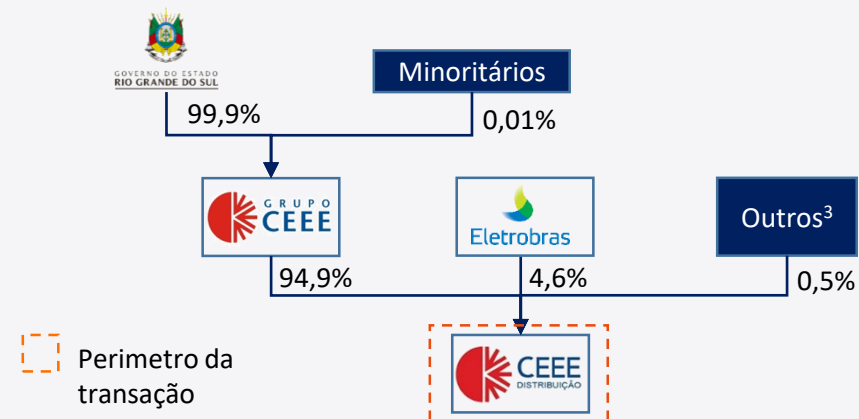 GOVERNO DO ESTADO
RIO GRANDE DO SUL
Minoritários
99,9%
0,01%
GRUPO
CEEE
Eletrobras
Outros³
94,9%
4,6%
0,5%
Perimetro da
transação
CEEE
DISTRIBUIÇÃO